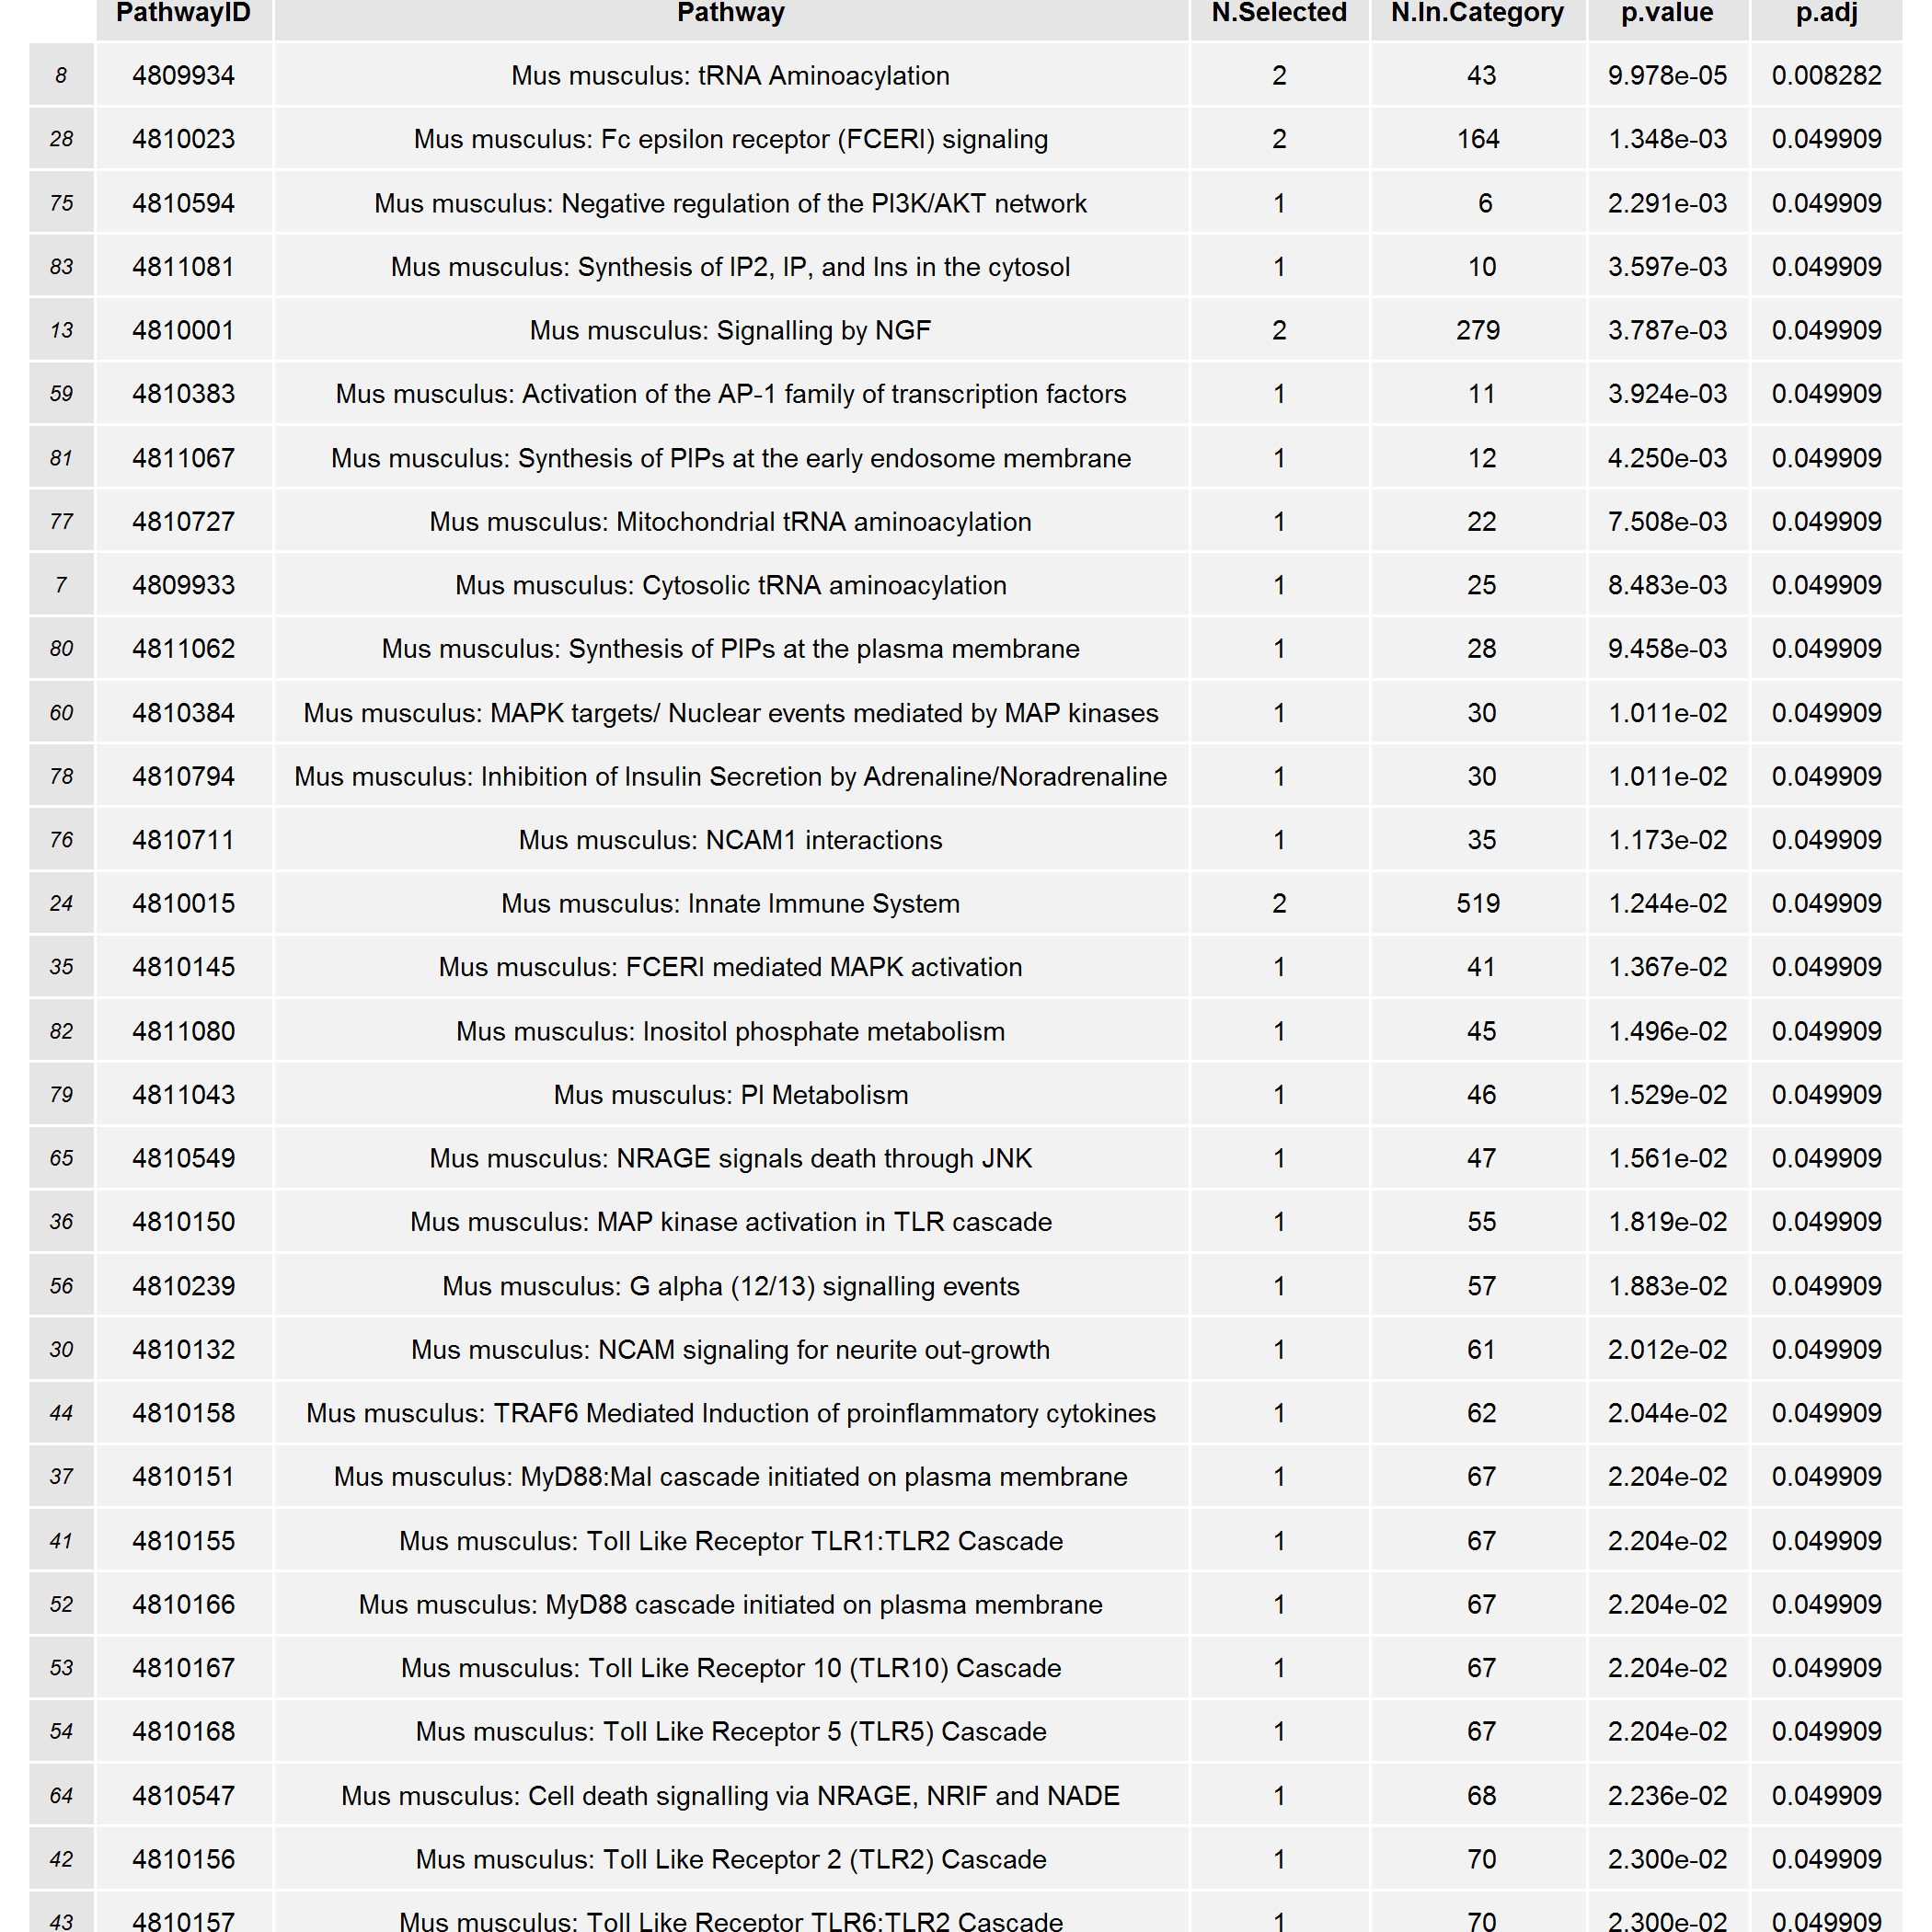 PathwayID Pathway N.Selected N.In.Category p.value p.adj
8 4809934 Mus musculus: tRNA Aminoacylation 2 43 9.978e-05 0.008282
28 4810023 Mus musculus: Fc epsilon receptor (FCERI) signaling 2 164 1.348e-03 0.049909
75 4810594 Mus musculus: Negative regulation of the PI3K/AKT network 1 6 2.291e-03 0.049909
83 4811081 Mus musculus: Synthesis of IP2, IP, and Ins in the cytosol 1 10 3.597e-03 0.049909
13 4810001 Mus musculus: Signalling by NGF 2 279 3.787e-03 0.049909
59 4810383 Mus musculus: Activation of the AP-1 family of transcription factors 1 11 3.924e-03 0.049909
81 4811067 Mus musculus: Synthesis of PIPs at the early endosome membrane 1 12 4.250e-03 0.049909
77 4810727 Mus musculus: Mitochondrial tRNA aminoacylation 1 22 7.508e-03 0.049909
7 4809933 Mus musculus: Cytosolic tRNA aminoacylation 1 25 8.483e-03 0.049909
80 4811062 Mus musculus: Synthesis of PIPs at the plasma membrane 1 28 9.458e-03 0.049909
60 4810384 Mus musculus: MAPK targets/ Nuclear events mediated by MAP kinases 1 30 1.011e-02 0.049909
78 4810794 Mus musculus: Inhibition of Insulin Secretion by Adrenaline/Noradrenaline 1 30 1.011e-02 0.049909
76 4810711 Mus musculus: NCAM1 interactions 1 35 1.173e-02 0.049909
24 4810015 Mus musculus: Innate Immune System 2 519 1.244e-02 0.049909
35 4810145 Mus musculus: FCERI mediated MAPK activation 1 41 1.367e-02 0.049909
82 4811080 Mus musculus: Inositol phosphate metabolism 1 45 1.496e-02 0.049909
79 4811043 Mus musculus: PI Metabolism 1 46 1.529e-02 0.049909
65 4810549 Mus musculus: NRAGE signals death through JNK 1 47 1.561e-02 0.049909
36 4810150 Mus musculus: MAP kinase activation in TLR cascade 1 55 1.819e-02 0.049909
56 4810239 Mus musculus: G alpha (12/13) signalling events 1 57 1.883e-02 0.049909
30 4810132 Mus musculus: NCAM signaling for neurite out-growth 1 61 2.012e-02 0.049909
44 4810158 Mus musculus: TRAF6 Mediated Induction of proinflammatory cytokines 1 62 2.044e-02 0.049909
37 4810151 Mus musculus: MyD88:Mal cascade initiated on plasma membrane 1 67 2.204e-02 0.049909
41 4810155 Mus musculus: Toll Like Receptor TLR1:TLR2 Cascade 1 67 2.204e-02 0.049909
52 4810166 Mus musculus: MyD88 cascade initiated on plasma membrane 1 67 2.204e-02 0.049909
53 4810167 Mus musculus: Toll Like Receptor 10 (TLR10) Cascade 1 67 2.204e-02 0.049909
54 4810168 Mus musculus: Toll Like Receptor 5 (TLR5) Cascade 1 67 2.204e-02 0.049909
64 4810547 Mus musculus: Cell death signalling via NRAGE, NRIF and NADE 1 68 2.236e-02 0.049909
42 4810156 Mus musculus: Toll Like Receptor 2 (TLR2) Cascade 1 70 2.300e-02 0.049909
43 4810157 Mus musculus: Toll Like Receptor TLR6:TLR2 Cascade 1 70 2.300e-02 0.049909